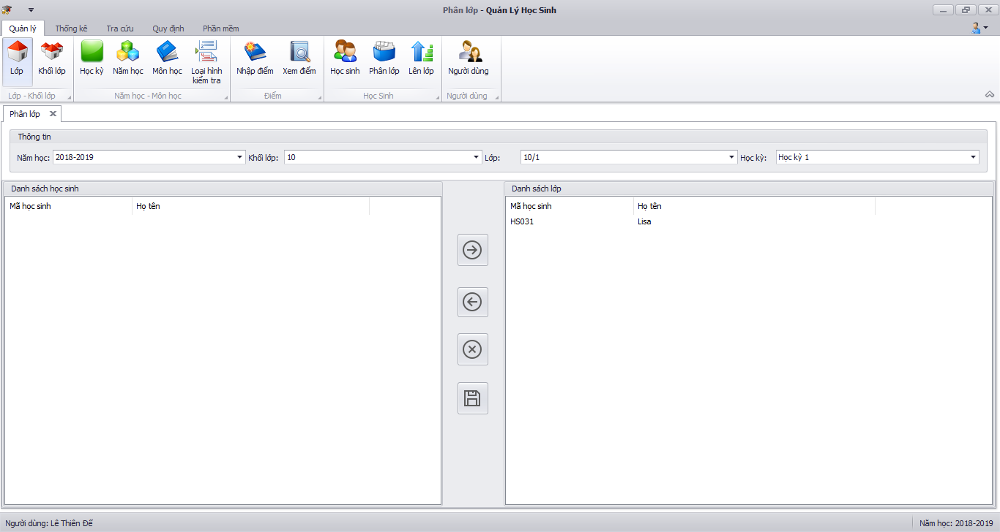 Phân lớp - Quản Lý Học Sinh
Quản lý Thống kê Tra cứu Quy định Phần mềm
Lớp Khối lớp Học kỳ Năm học Môn học Loại hình kiểm tra Nhập điểm Xem điểm Học sinh Phân lớp Lên lớp Người dùng
Lớp - Khối lớp Năm học - Môn học Điểm Học Sinh Người dùng
Phân lớp
Thông tin
Năm học: 2018-2019 Khối lớp: 10 Lớp: 10/1 Học kỳ: Học kỳ 1
Danh sách học sinh Danh sách lớp
Mã học sinh Họ tên Mã học sinh Họ tên
HS031 Lisa
Người dùng: Lê Thiên Đế Năm học: 2018-2019